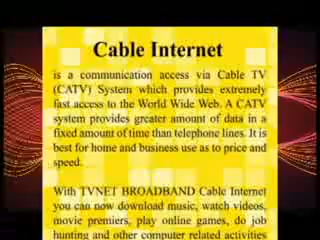 Cable Internet
is a communication access via Cable TV
(CATV) System which provides extremely
fast access to the World Wide Web. A CATV
system provides greater amount of data in a
fixed amount of time than telephone lines. It is
best for home and business use as to price and
speed.
With TVNET BROADBAND Cable Internet
you can now download music, watch videos,
movie premiers, play online games, do job
hunting and other computer related activities